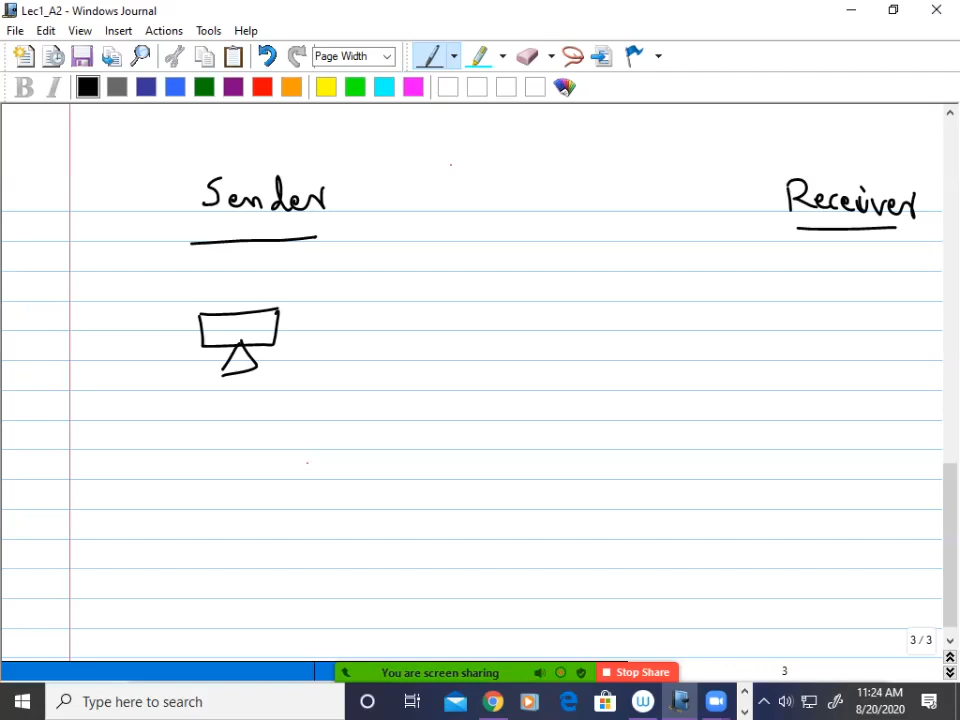 Lec1_A2 - Windows Journal
File Edit View Insert Actions Tools Help
Page Width
B I
Sender Receiver
3 / 3
You are screen sharing Stop Share 3
Type here to search
11:24 AM
8/20/2020